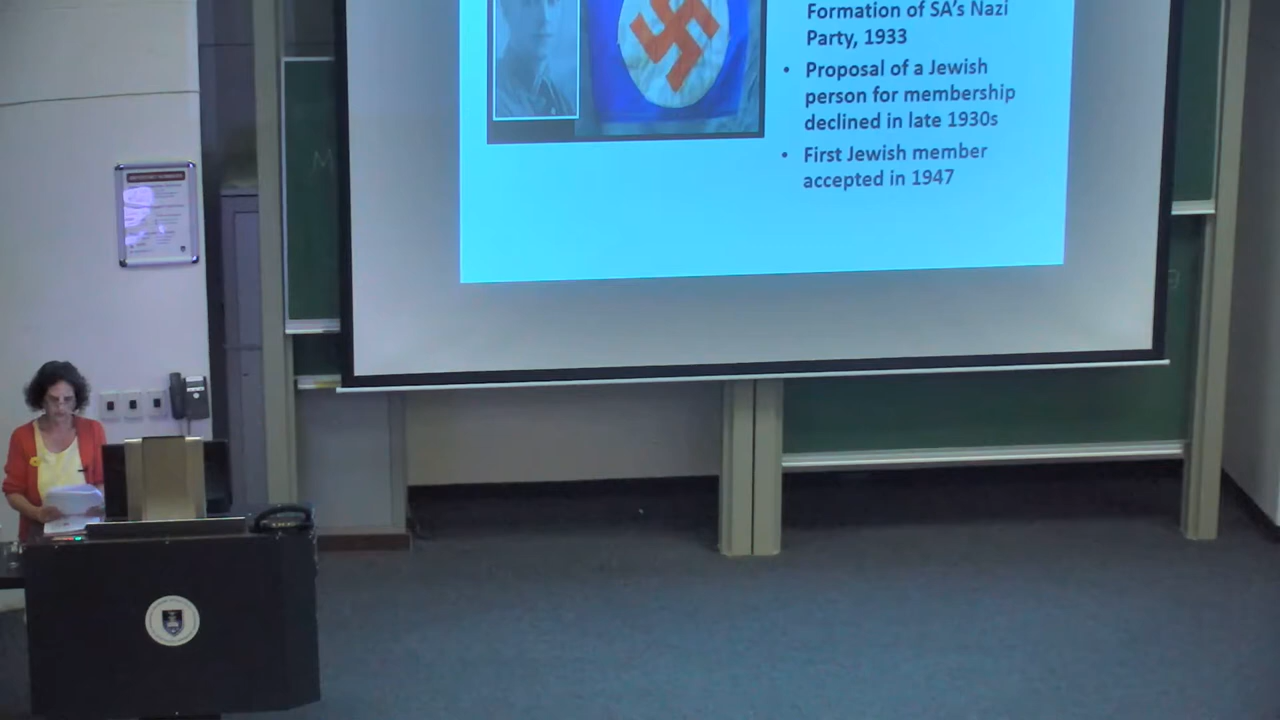 Formation of SA's Nazi
Party, 1933
• Proposal of a Jewish
person for membership
declined in late 1930s
• First Jewish member
accepted in 1947